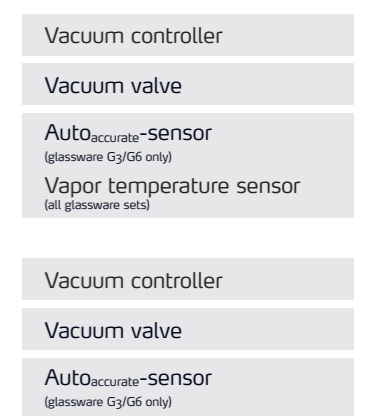 Vacuum controller
Vacuum valve
Autoaccurate-sensor
(glassware G3/G6 only)
Vapor temperature sensor
(all glassware sets)
Vacuum controller
Vacuum valve
Autoaccurate-sensor
(glassware G3/G6 only)